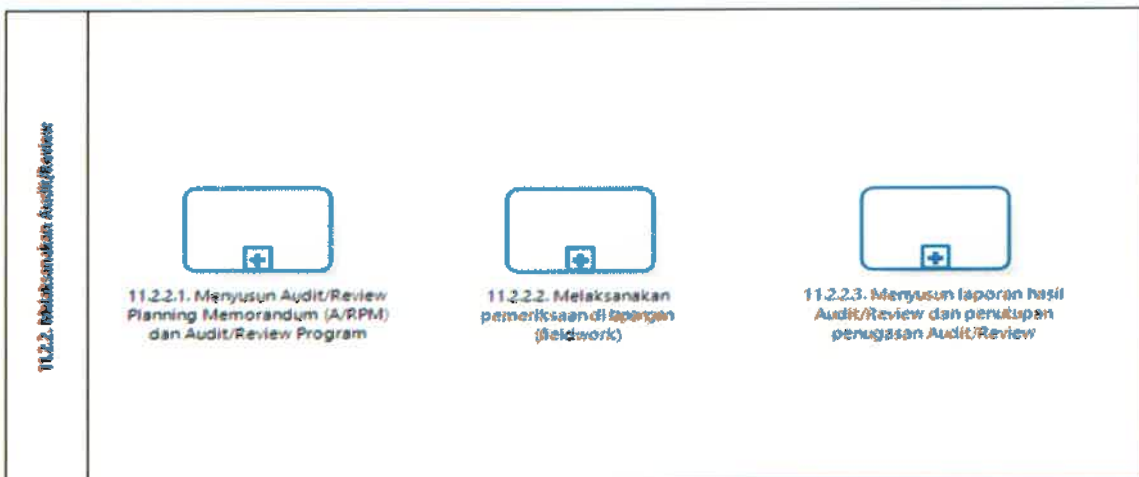 11.2.2. Melaksanakan Audit/Review
11.2.2.1. Menyusun Audit/Review
Planning Memorandum (A/RPM)
dan Audit/Review Program
11.2.2.2. Melaksanakan
pemeriksaan di lapangan
(fieldwork)
11.2.2.3. Menyusun laporan hasil
Audit/Review dan penutupan
penugasan Audit/Review